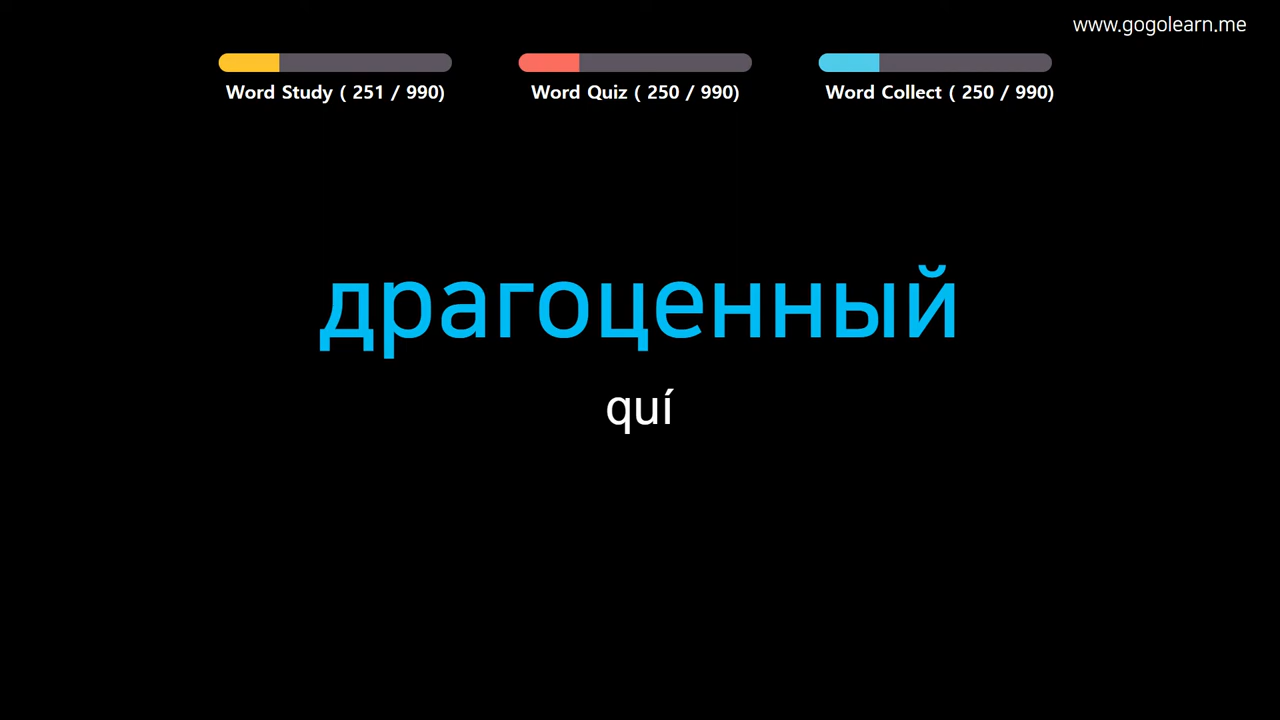 www.gogolearn.me
Word Study ( 251 / 990)
Word Quiz ( 250 / 990)
Word Collect ( 250 / 990)
драгоценный
quí